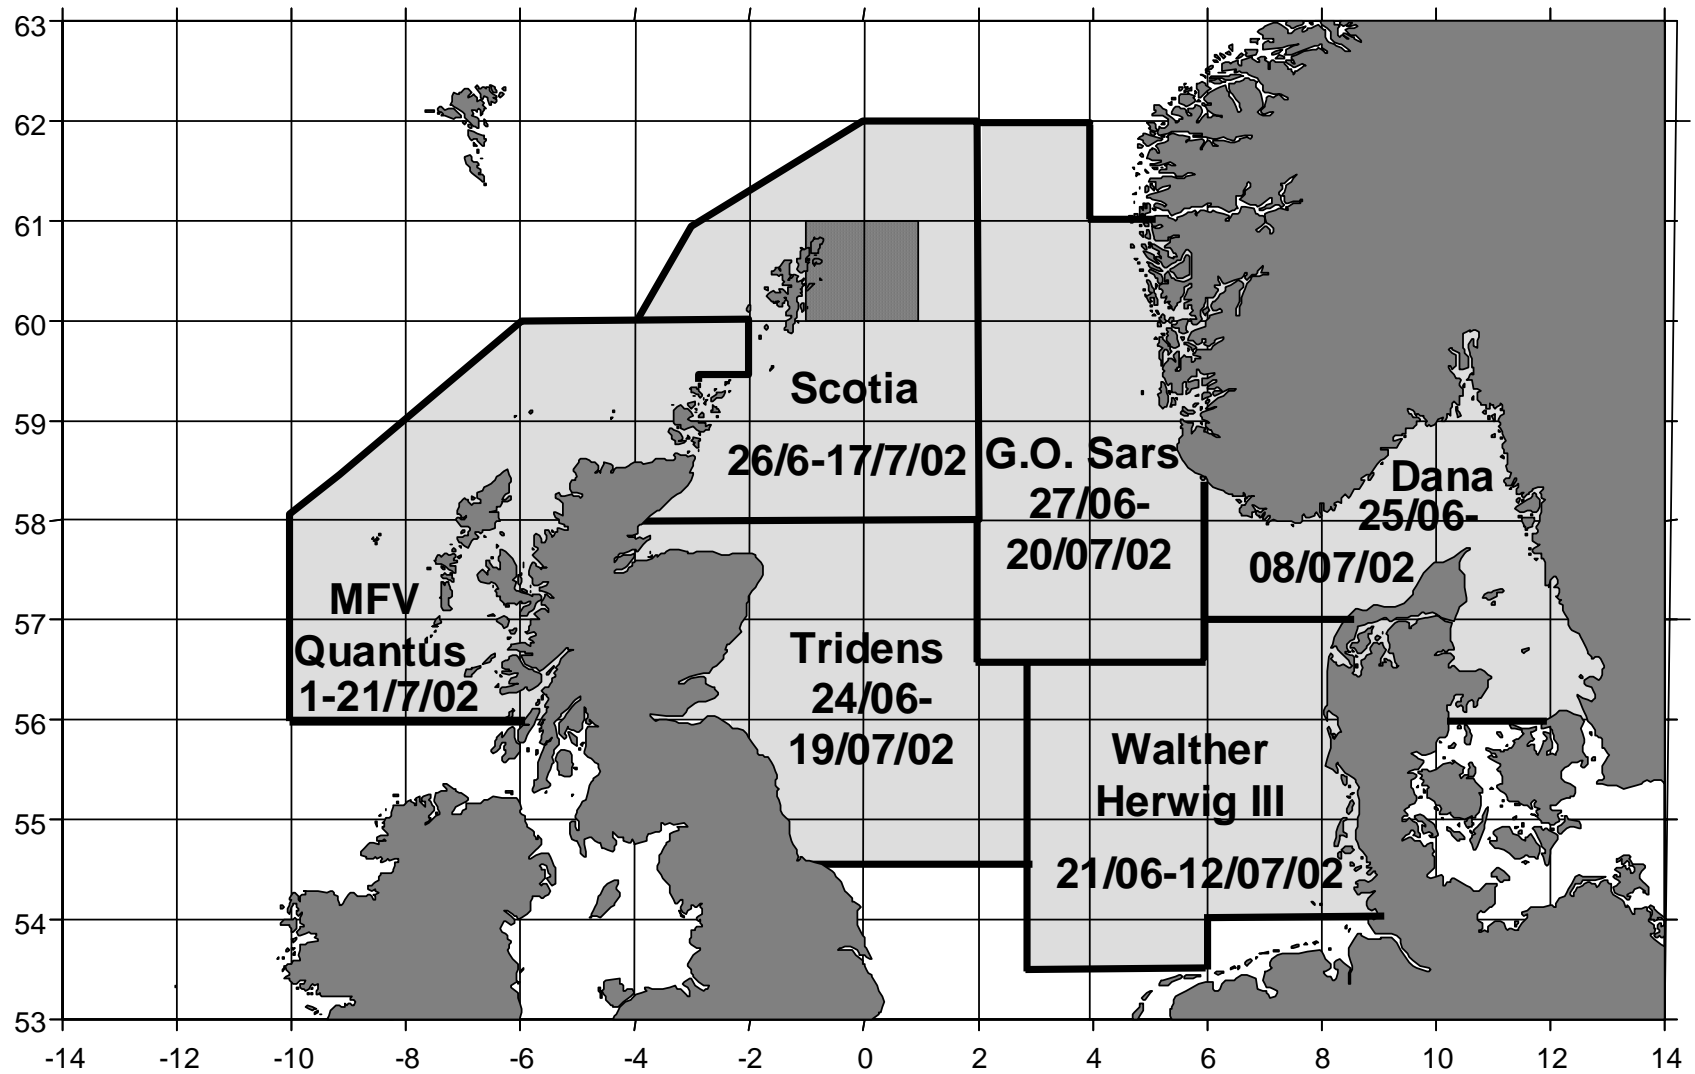 63
62
61
60
59
58
57
56
55
54
53
Scotia
26/6-17/7/02
G.O. Sars
27/06-
20/07/02
Dana
25/06-
08/07/02
MFV
Quantus
1-21/7/02
Tridens
24/06-
19/07/02
Walther
Herwig III
21/06-12/07/02
-14 -12 -10 -8 -6 -4 -2 0 2 4 6 8 10 12 14